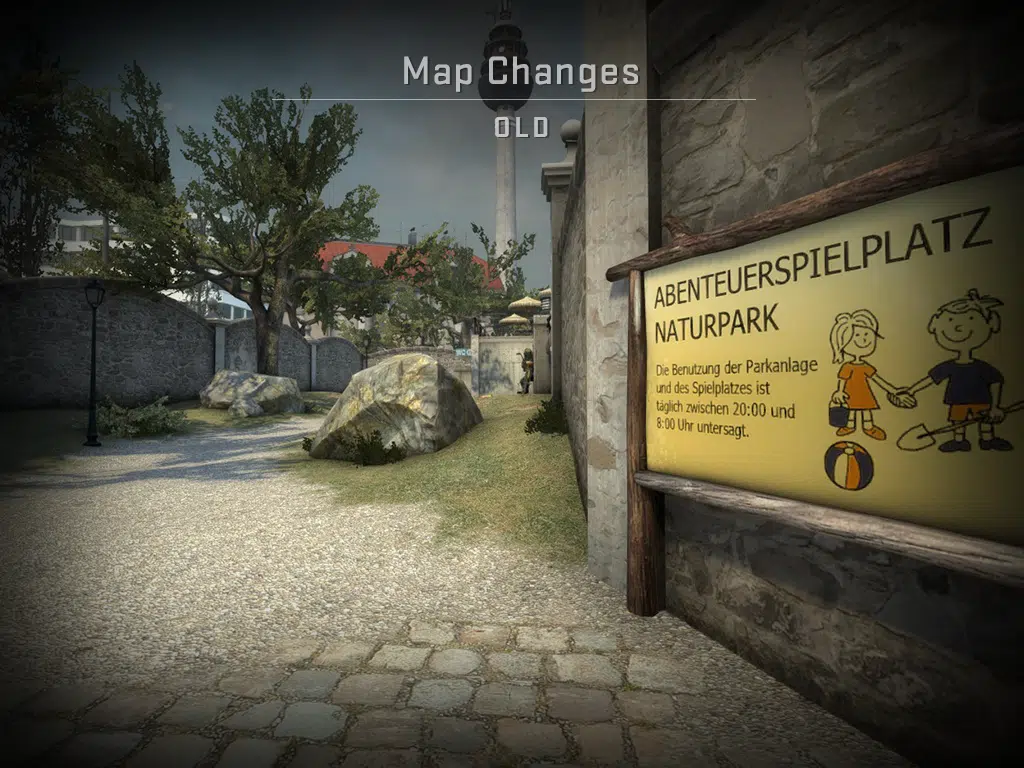 Map Changes
OLD
ABENTEUERSPIELPLATZ
NATURPARK
Die Benutzung der Parkanlage
und des Spielplatzes ist
täglich zwischen 20:00 und
8:00 Uhr untersagt.